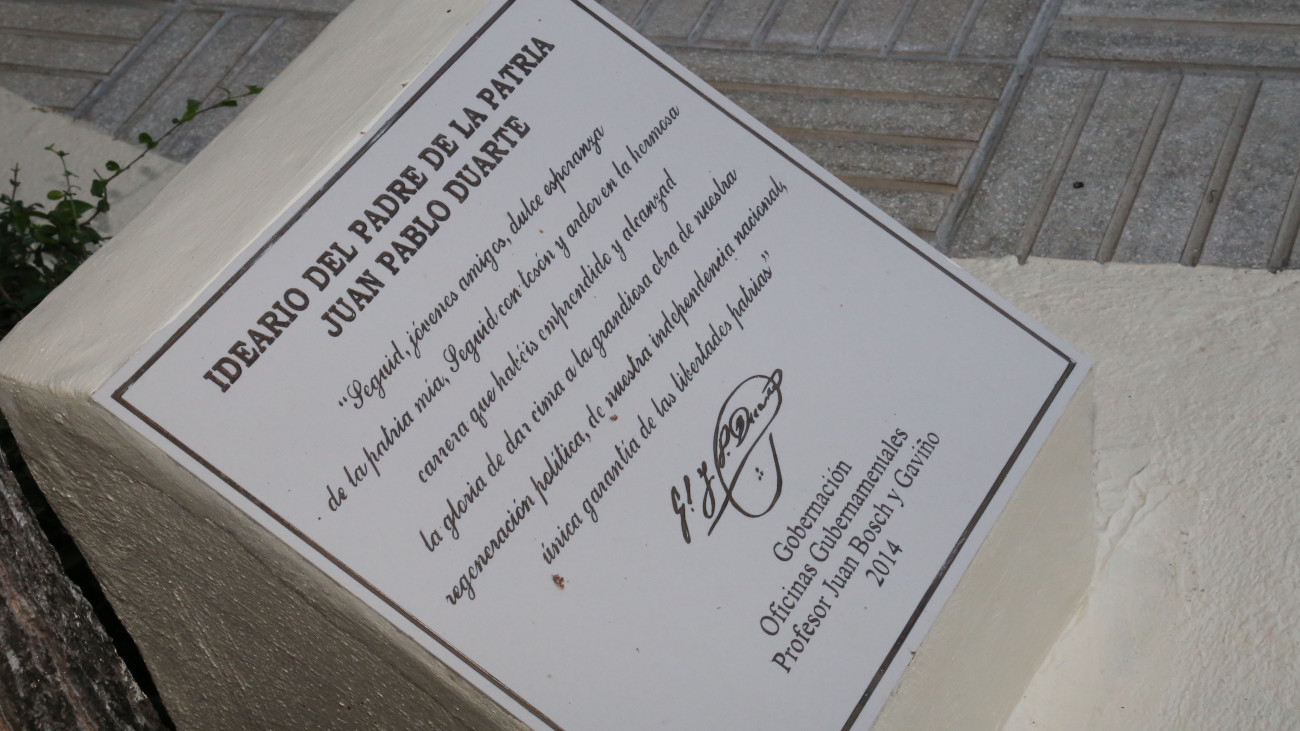 IDEARIO DEL PADRE DE LA PATRIA
JUAN PABLO DUARTE
“Seguid, jóvenes amigos, dulce esperanza
de la patria mía, Seguid con tesón y ardor en la hermosa
carrera que habéis emprendido y alcanzad
la gloria de dar cima a la grandiosa obra de nuestra
regeneración política, de nuestra independencia nacional,
única garantía de las libertades patrias”
Gobernación
Oficinas Gubernamentales
Profesor Juan Bosch y Gaviño
2014